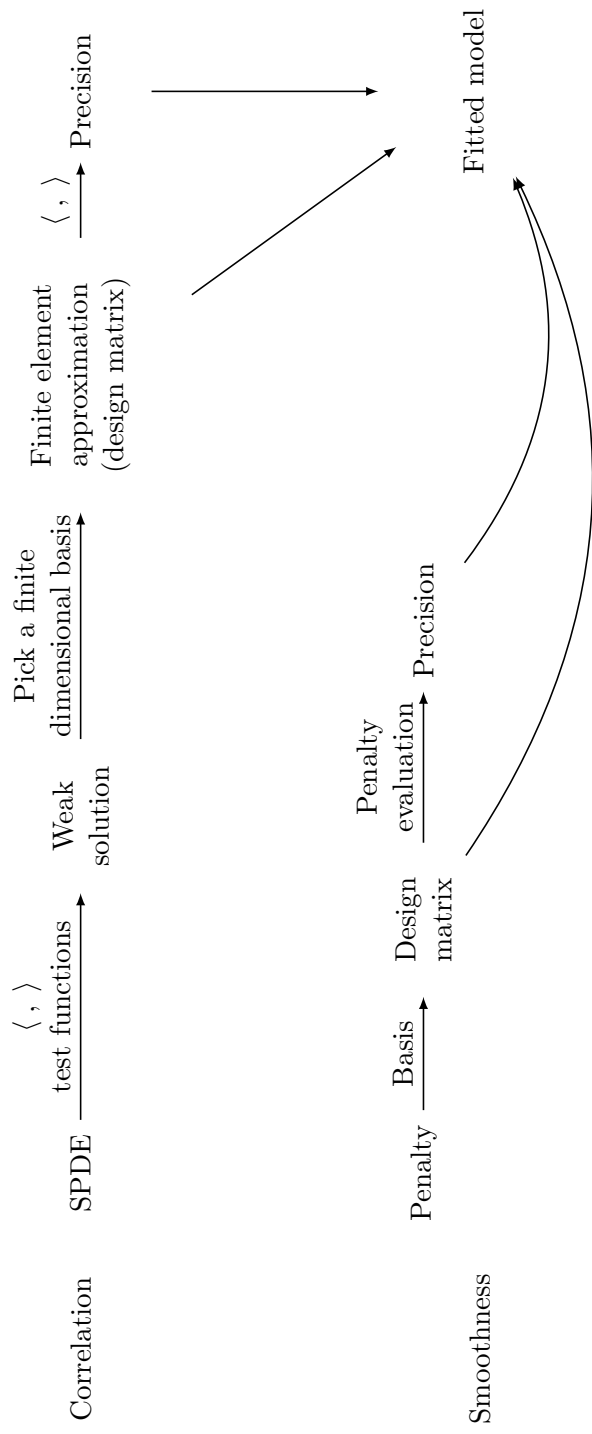 Correlation
SPDE
⟨ , ⟩
test functions
Weak
solution
Pick a finite
dimensional basis
Finite element
approximation
(design matrix)
⟨ , ⟩
Precision
Smoothness
Penalty
Basis
Design
matrix
Penalty
evaluation
Precision
Fitted model